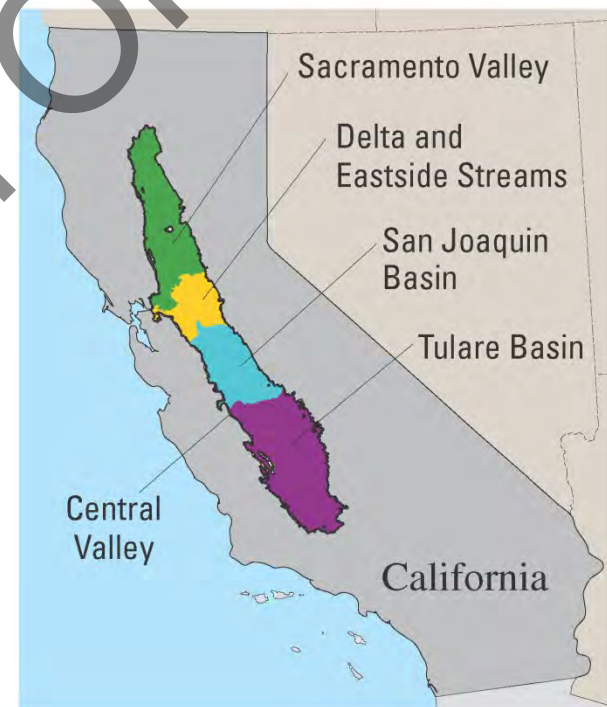 Sacramento Valley
Delta and
Eastside Streams
San Joaquin
Basin
Tulare Basin
Central
Valley
California